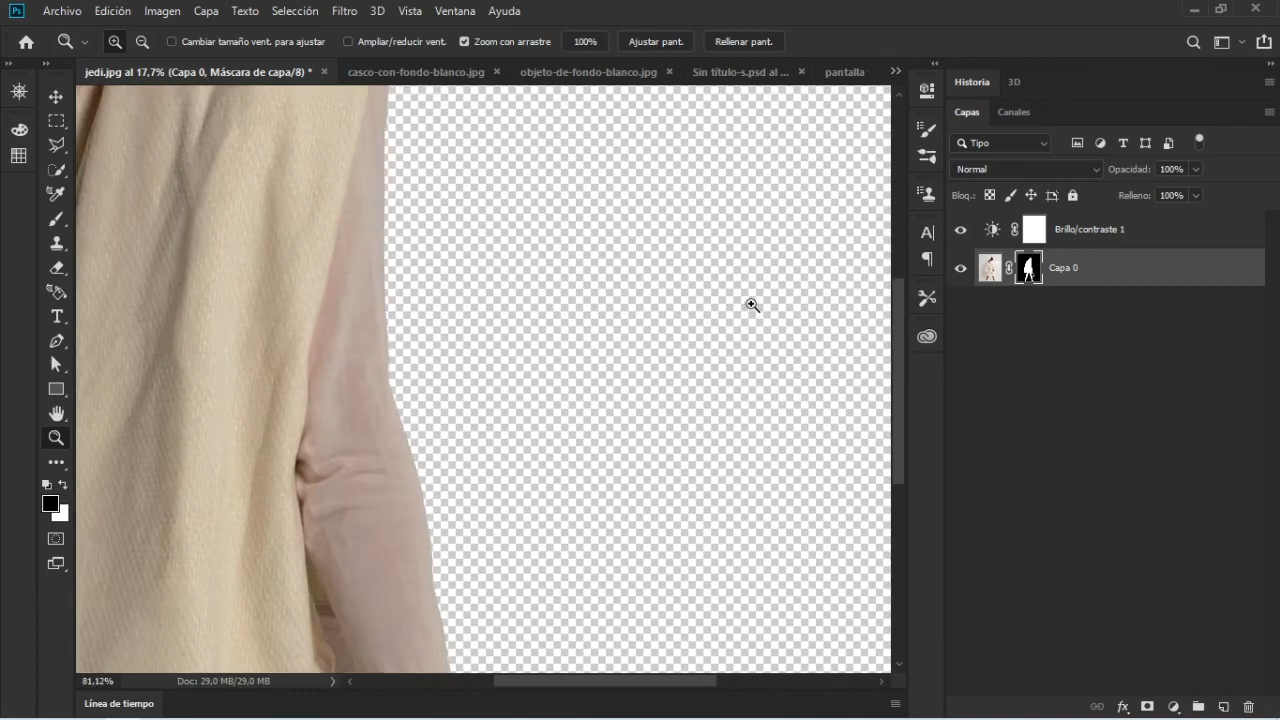 Ps Archivo Edición Imagen Capa Texto Selección Filtro 3D Vista Ventana Ayuda
Cambiar tamaño vent. para ajustar Ampliar/reducir vent. Zoom con arrastre 100% Ajustar pant. Rellenar pant.
jedi.jpg al 17,7% (Capa 0, Máscara de capa/8) * casco-con-fondo-blanco.jpg objeto-de-fondo-blanco.jpg Sin título-s.psd al ... pantalla
Historia 3D
Capas Canales
Tipo
Normal Opacidad: 100%
Bloq.: Relleno: 100%
Brillo/contraste 1
Capa 0
81,12% Doc: 29,0 MB/29,0 MB
Línea de tiempo